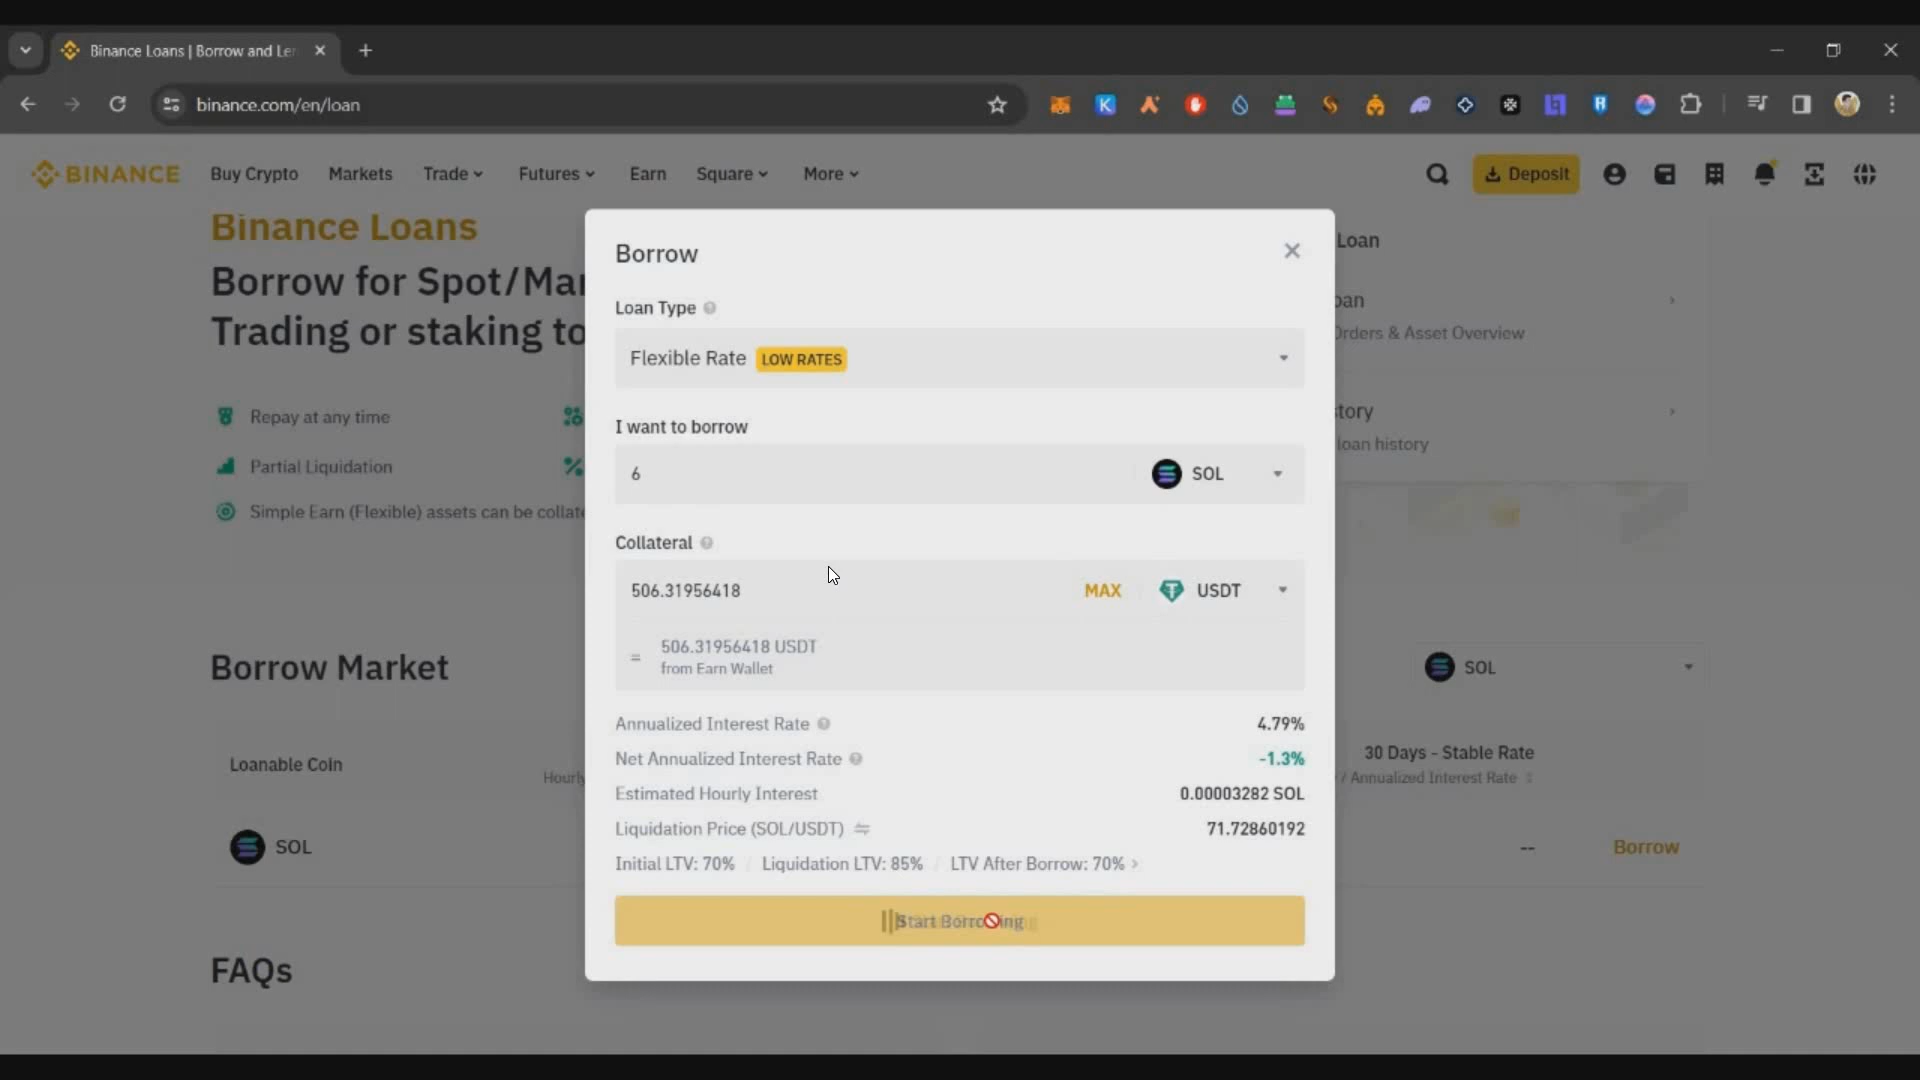 Binance Loans | Borrow and Le
binance.com/en/loan
BINANCE
Buy Crypto
Markets
Trade
Futures
Earn
Square
More
Deposit
Binance Loans
Borrow for Spot/Mar
Trading or staking to
Repay at any time
Partial Liquidation
Simple Earn (Flexible) assets can be collate
Loan
oan
Orders & Asset Overview
story
loan history
Borrow
Loan Type
Flexible Rate LOW RATES
I want to borrow
6 SOL
Collateral
506.31956418 MAX USDT
= 506.31956418 USDT
from Earn Wallet
Annualized Interest Rate 4.79%
Net Annualized Interest Rate -1.3%
Estimated Hourly Interest 0.00003282 SOL
Liquidation Price (SOL/USDT) 71.72860192
Initial LTV: 70% / Liquidation LTV: 85% / LTV After Borrow: 70%
Start Borrowing
Borrow Market
SOL
Loanable Coin
Hourly
30 Days - Stable Rate
/ Annualized Interest Rate
SOL
--
Borrow
FAQs